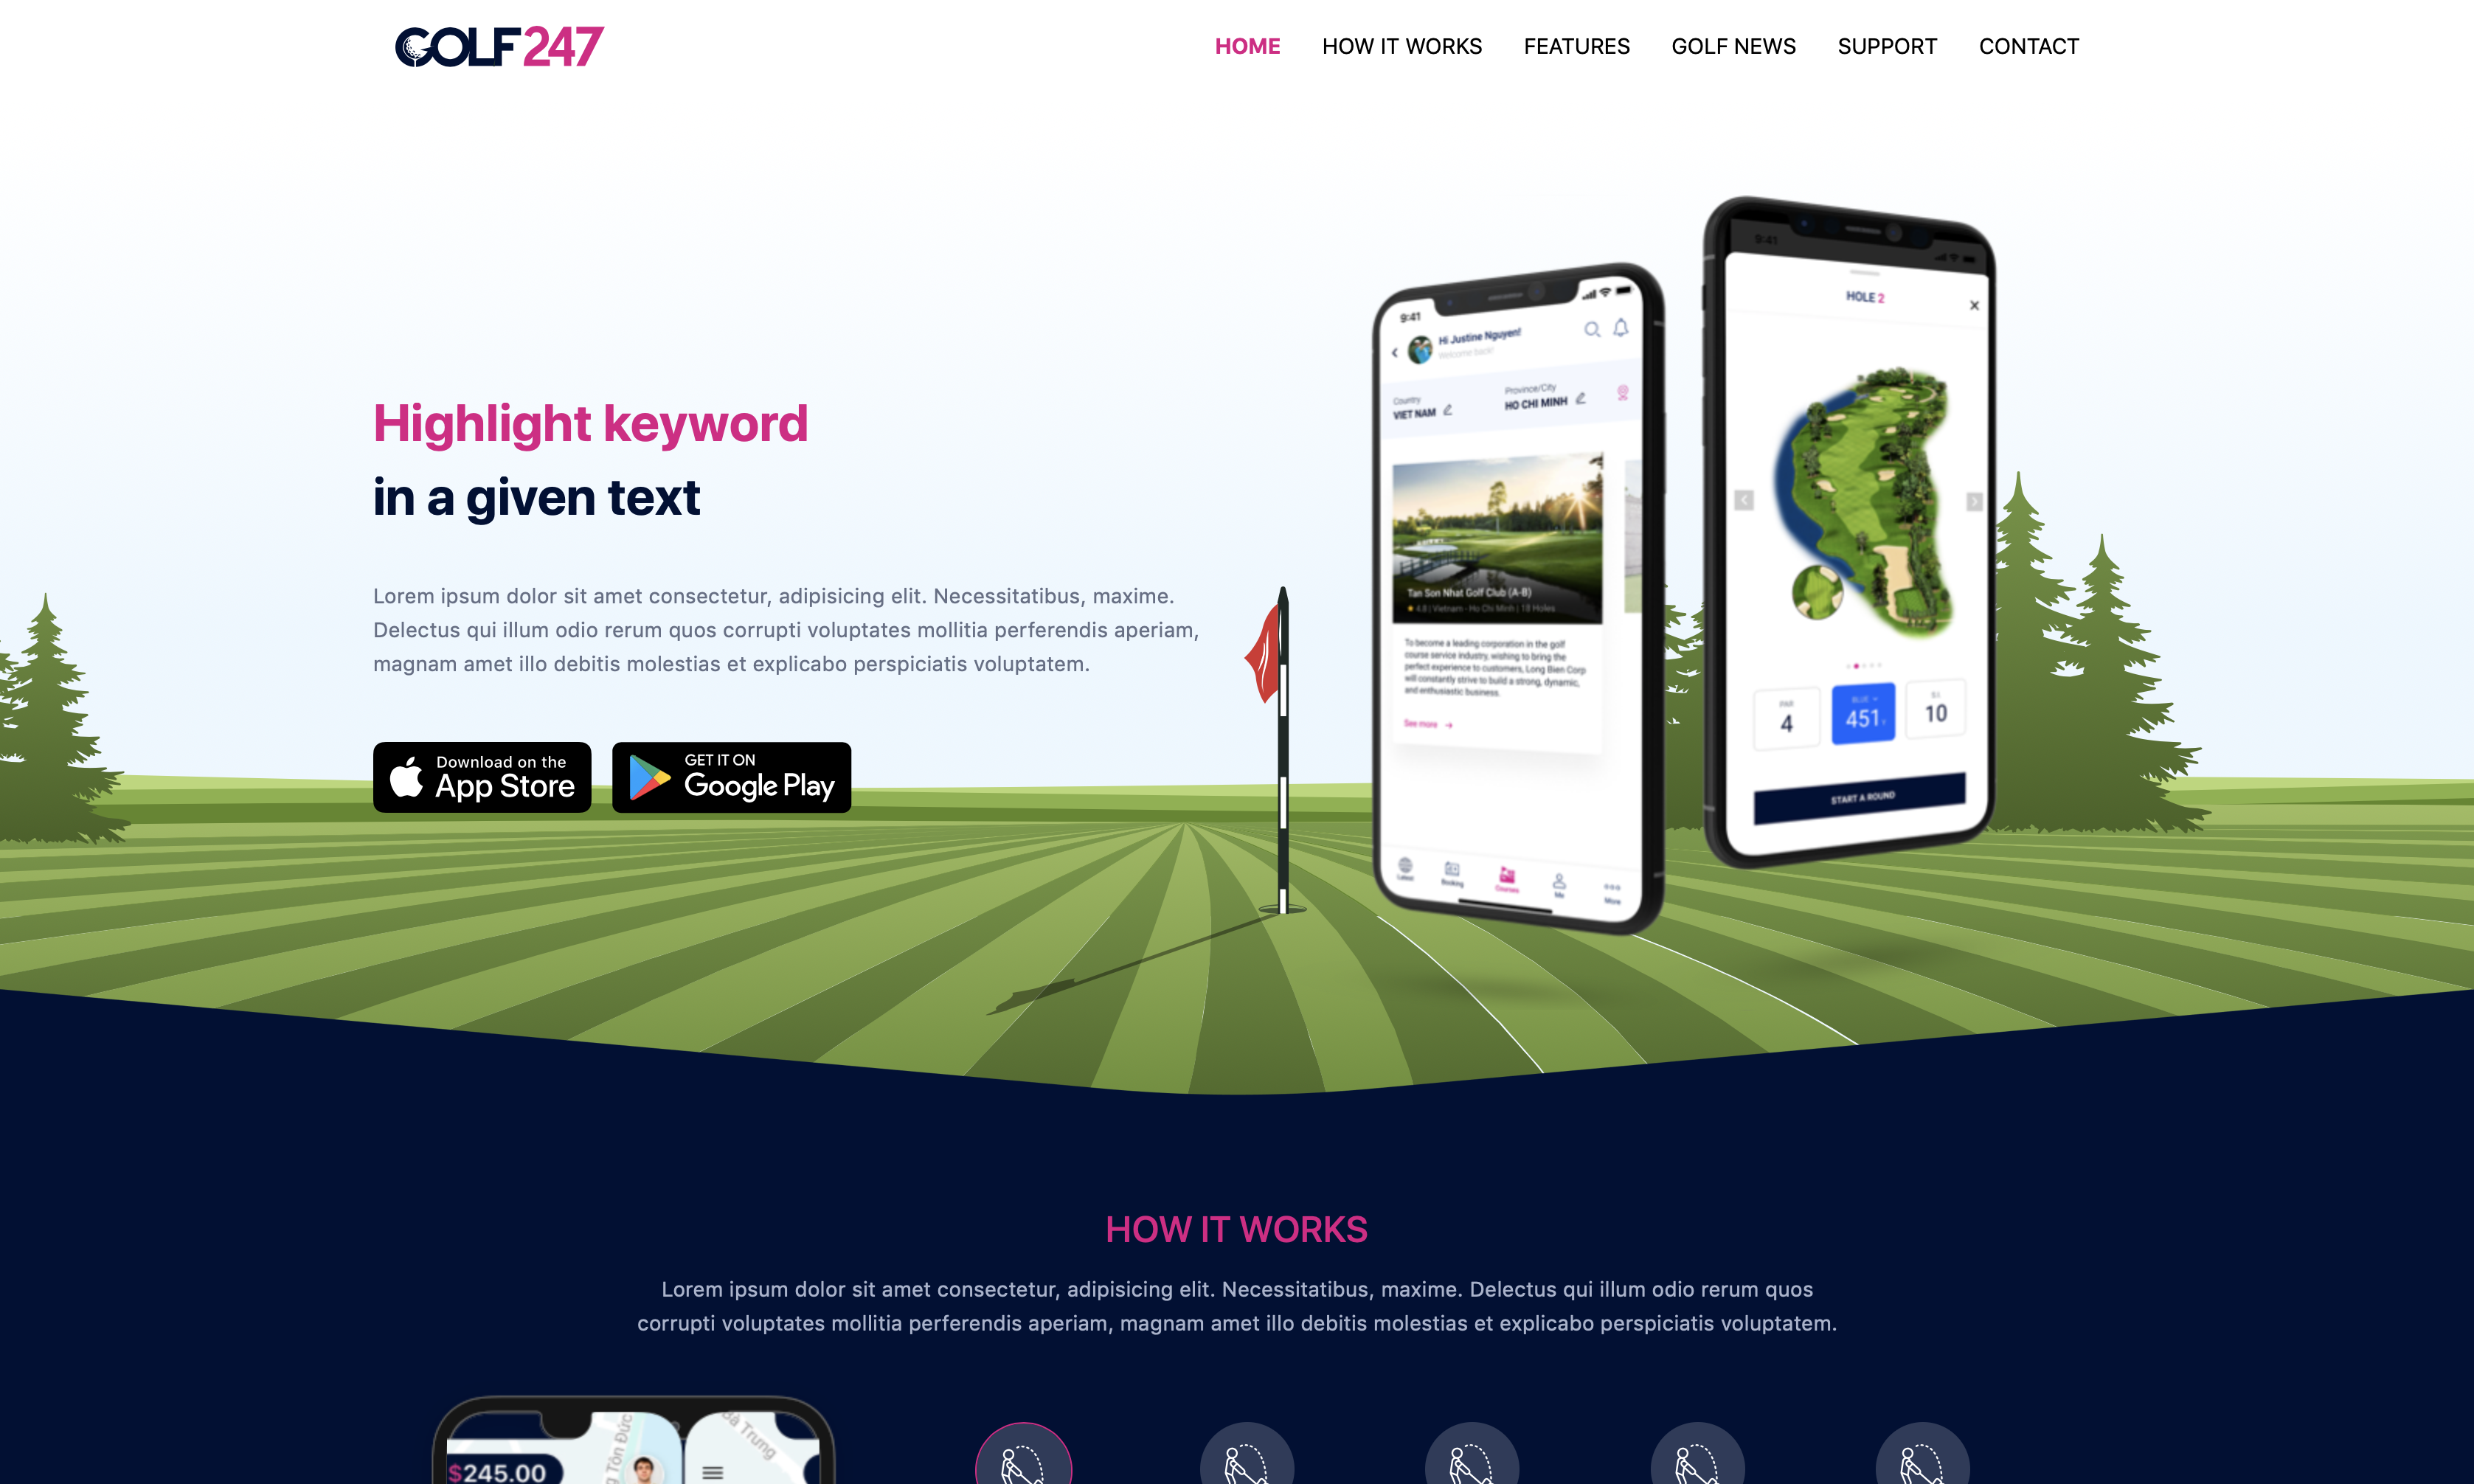 GOLF 247
HOME HOW IT WORKS FEATURES GOLF NEWS SUPPORT CONTACT
Highlight keyword
in a given text
Lorem ipsum dolor sit amet consectetur, adipisicing elit. Necessitatibus, maxime.
Delectus qui illum odio rerum quos corrupti voluptates mollitia perferendis aperiam,
magnam amet illo debitis molestias et explicabo perspiciatis voluptatem.
Download on the
App Store
GET IT ON
Google Play
9:41
Hi Justine Nguyen!
Welcome back!
Country
VIET NAM
Province/City
HO CHI MINH
Tan Son Nhat Golf Club (A-B)
4.8 | Vietnam - Ho Chi Minh | 18 Holes
To become a leading corporation in the golf
course service industry, wishing to bring the
perfect experience to customers, Long Bien Corp
will constantly strive to build a strong, dynamic,
and enthusiastic business.
See more
Latest Booking Courses Me More
9:41
HOLE 2
PAR
4
BLUE
451
S.I.
10
START A ROUND
HOW IT WORKS
Lorem ipsum dolor sit amet consectetur, adipisicing elit. Necessitatibus, maxime. Delectus qui illum odio rerum quos
corrupti voluptates mollitia perferendis aperiam, magnam amet illo debitis molestias et explicabo perspiciatis voluptatem.
$245.00
Tôn Đức
Bà Trưng